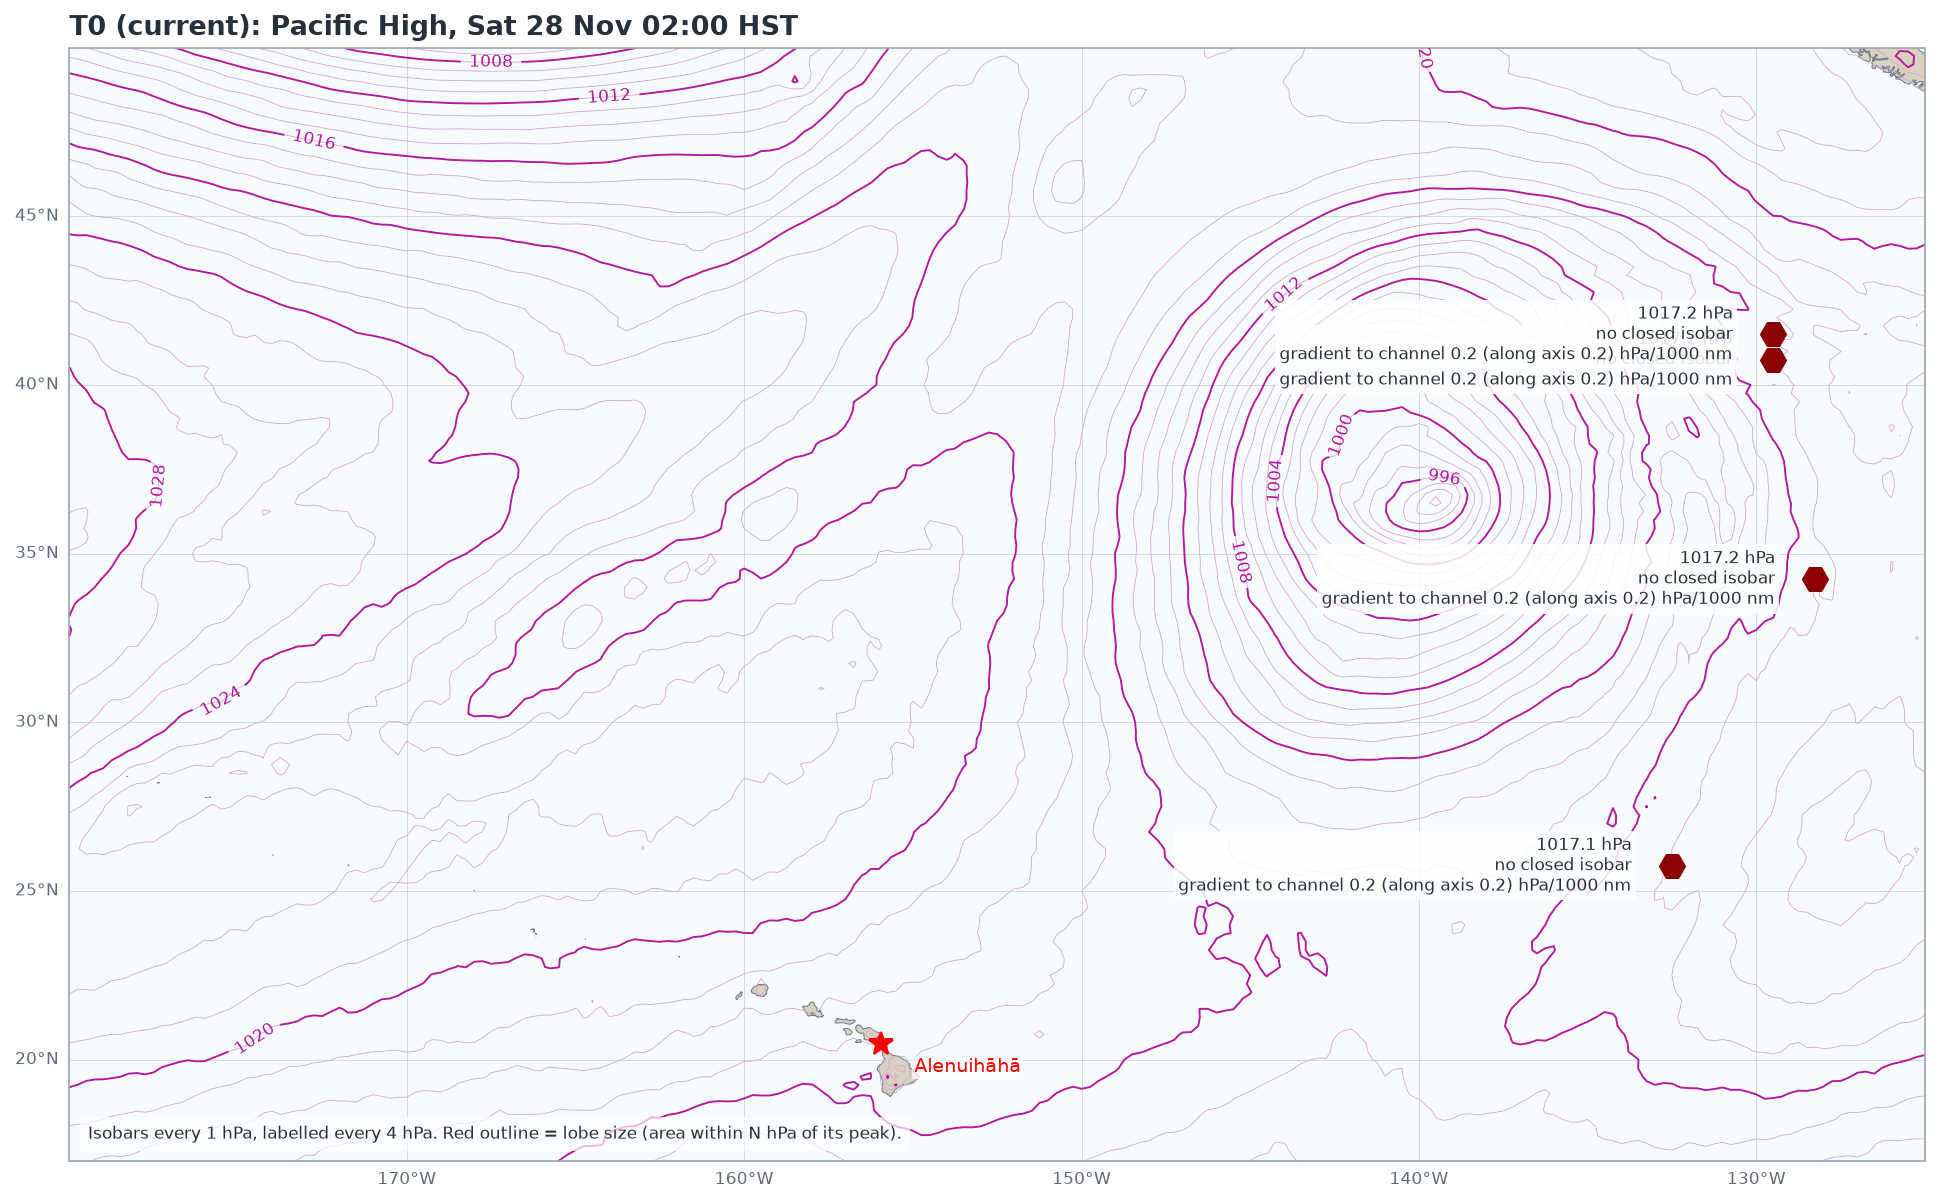 T0 (current): Pacific High, Sat 28 Nov 02:00 HST
1008
1012
1016
20
1012
45°N
1017.2 hPa
no closed isobar
gradient to channel 0.2 (along axis 0.2) hPa/1000 nm
gradient to channel 0.2 (along axis 0.2) hPa/1000 nm
40°N
1000
996
1004
1028
35°N
1008
1017.2 hPa
no closed isobar
gradient to channel 0.2 (along axis 0.2) hPa/1000 nm
1024
30°N
1017.1 hPa
no closed isobar
gradient to channel 0.2 (along axis 0.2) hPa/1000 nm
25°N
1020
20°N
Alenuihāhā
Isobars every 1 hPa, labelled every 4 hPa. Red outline = lobe size (area within N hPa of its peak).
170°W
160°W
150°W
140°W
130°W